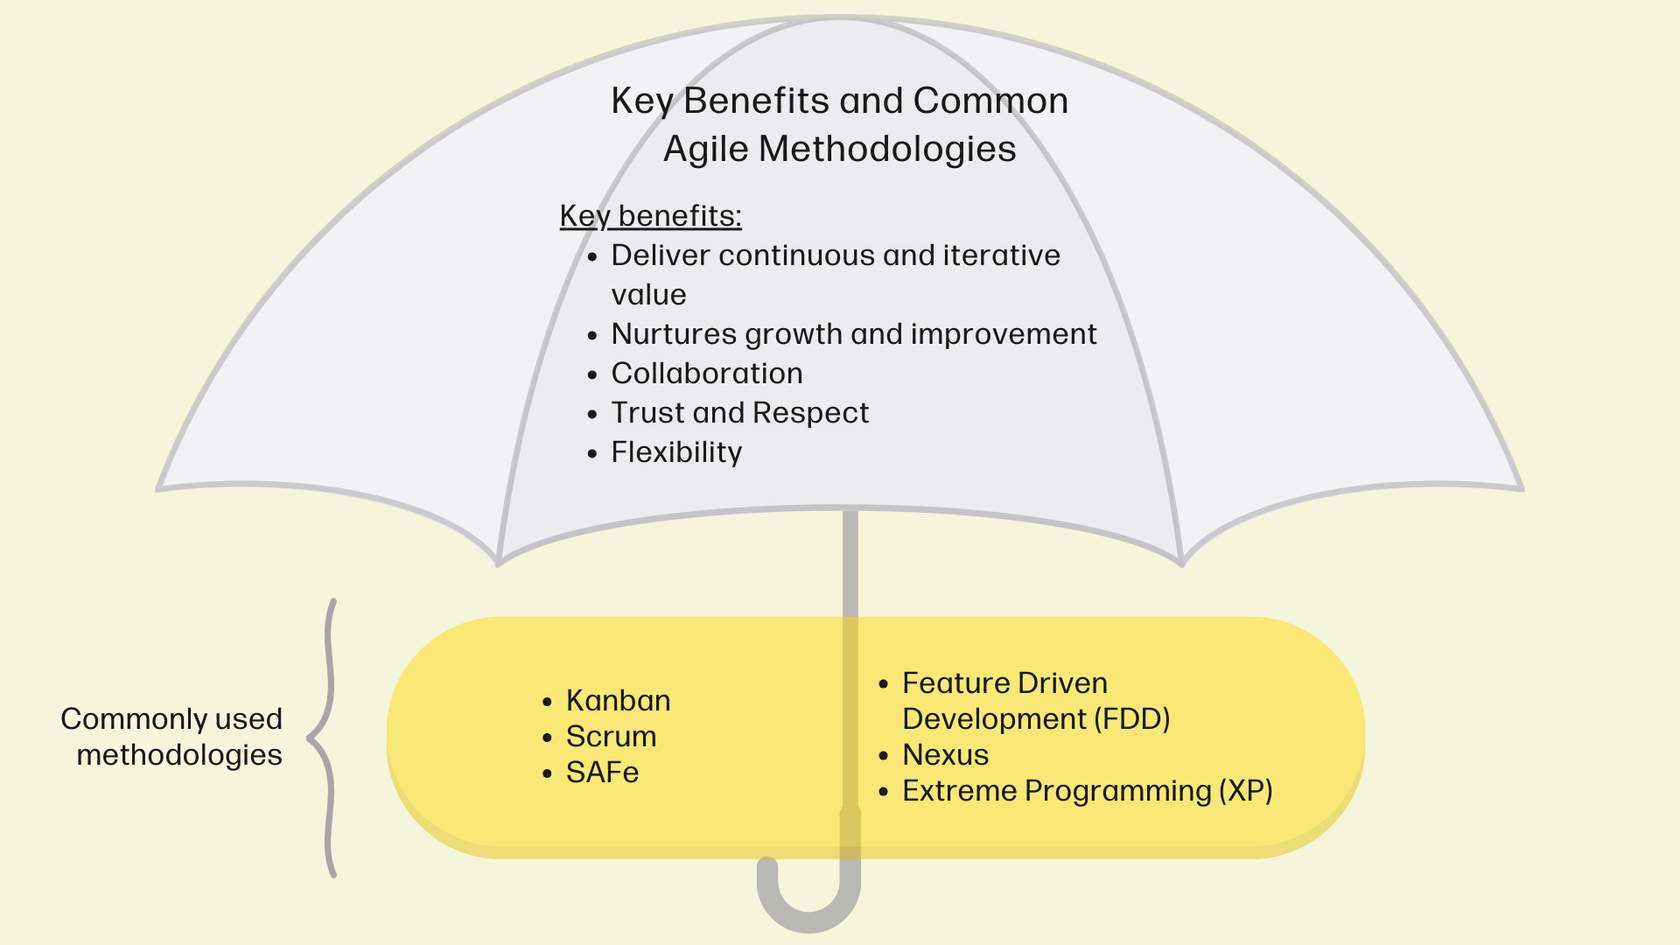 Key Benefits and Common
Agile Methodologies
Key benefits:
• Deliver continuous and iterative
value
• Nurtures growth and improvement
• Collaboration
• Trust and Respect
• Flexibility
Commonly used
methodologies
• Kanban
• Scrum
• SAFe
• Feature Driven
Development (FDD)
• Nexus
• Extreme Programming (XP)